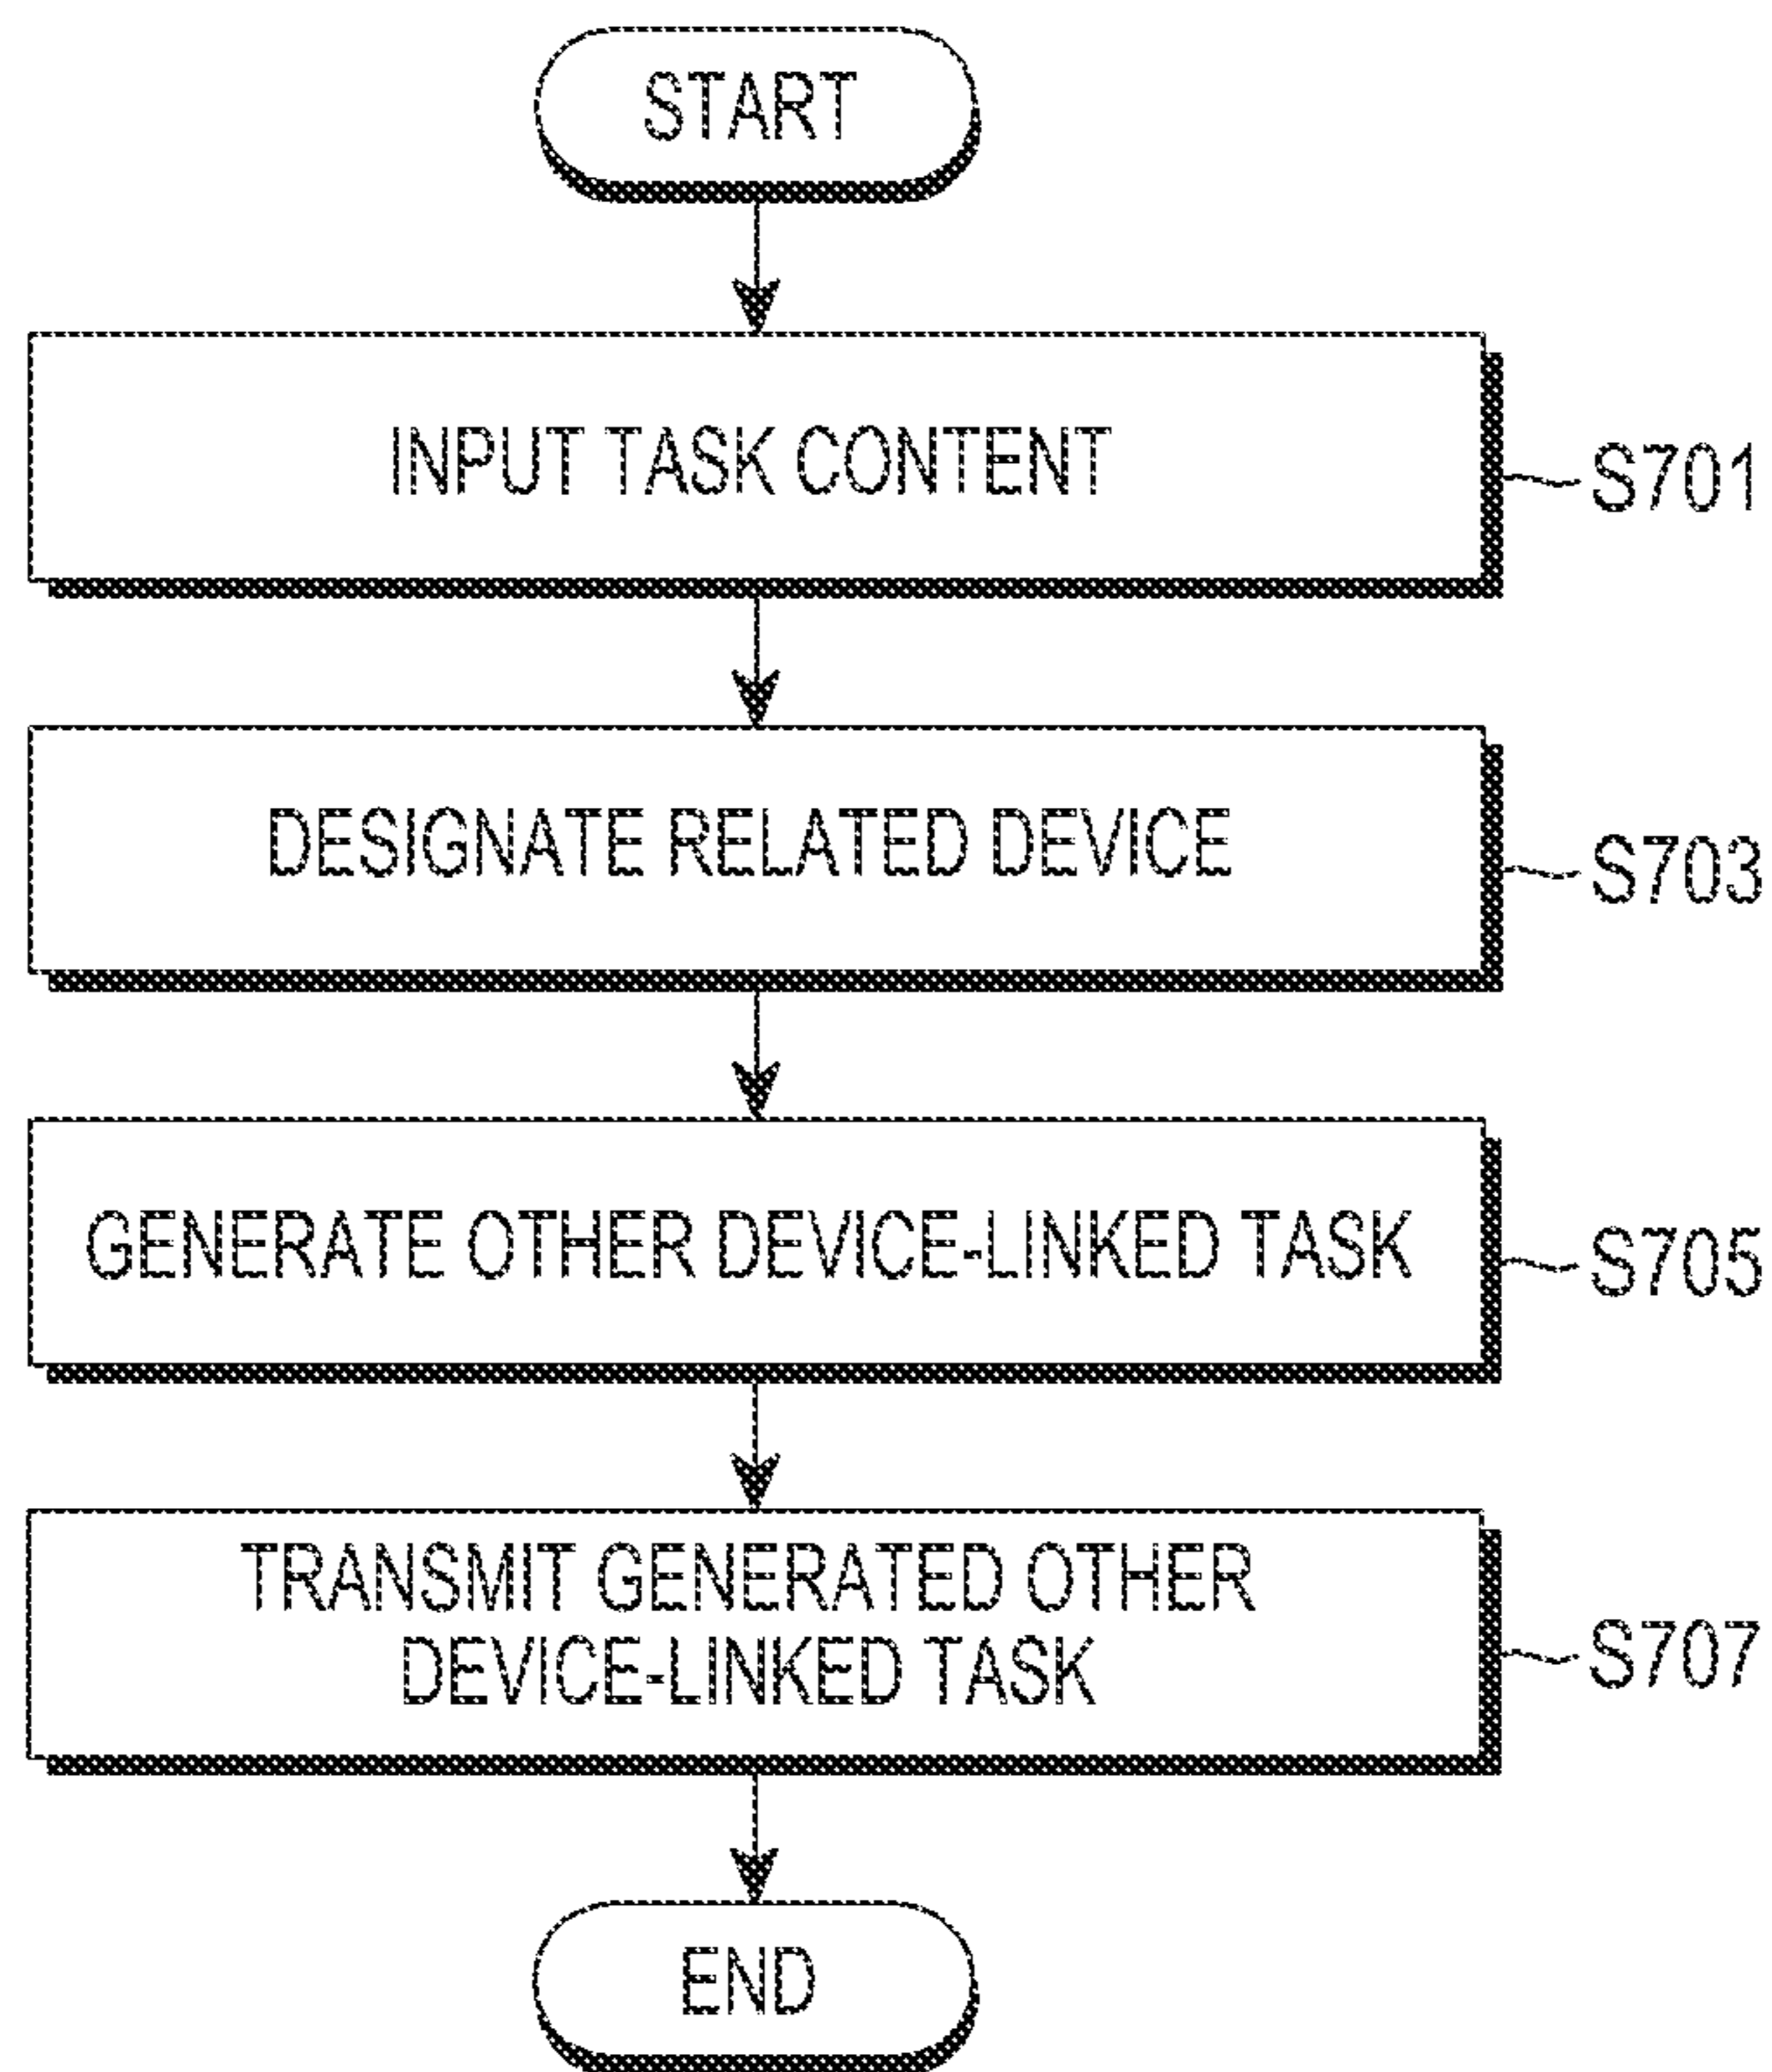 START
INPUT TASK CONTENT
S701
DESIGNATE RELATED DEVICE
S703
GENERATE OTHER DEVICE-LINKED TASK
S705
TRANSMIT GENERATED OTHER
DEVICE-LINKED TASK
S707
END